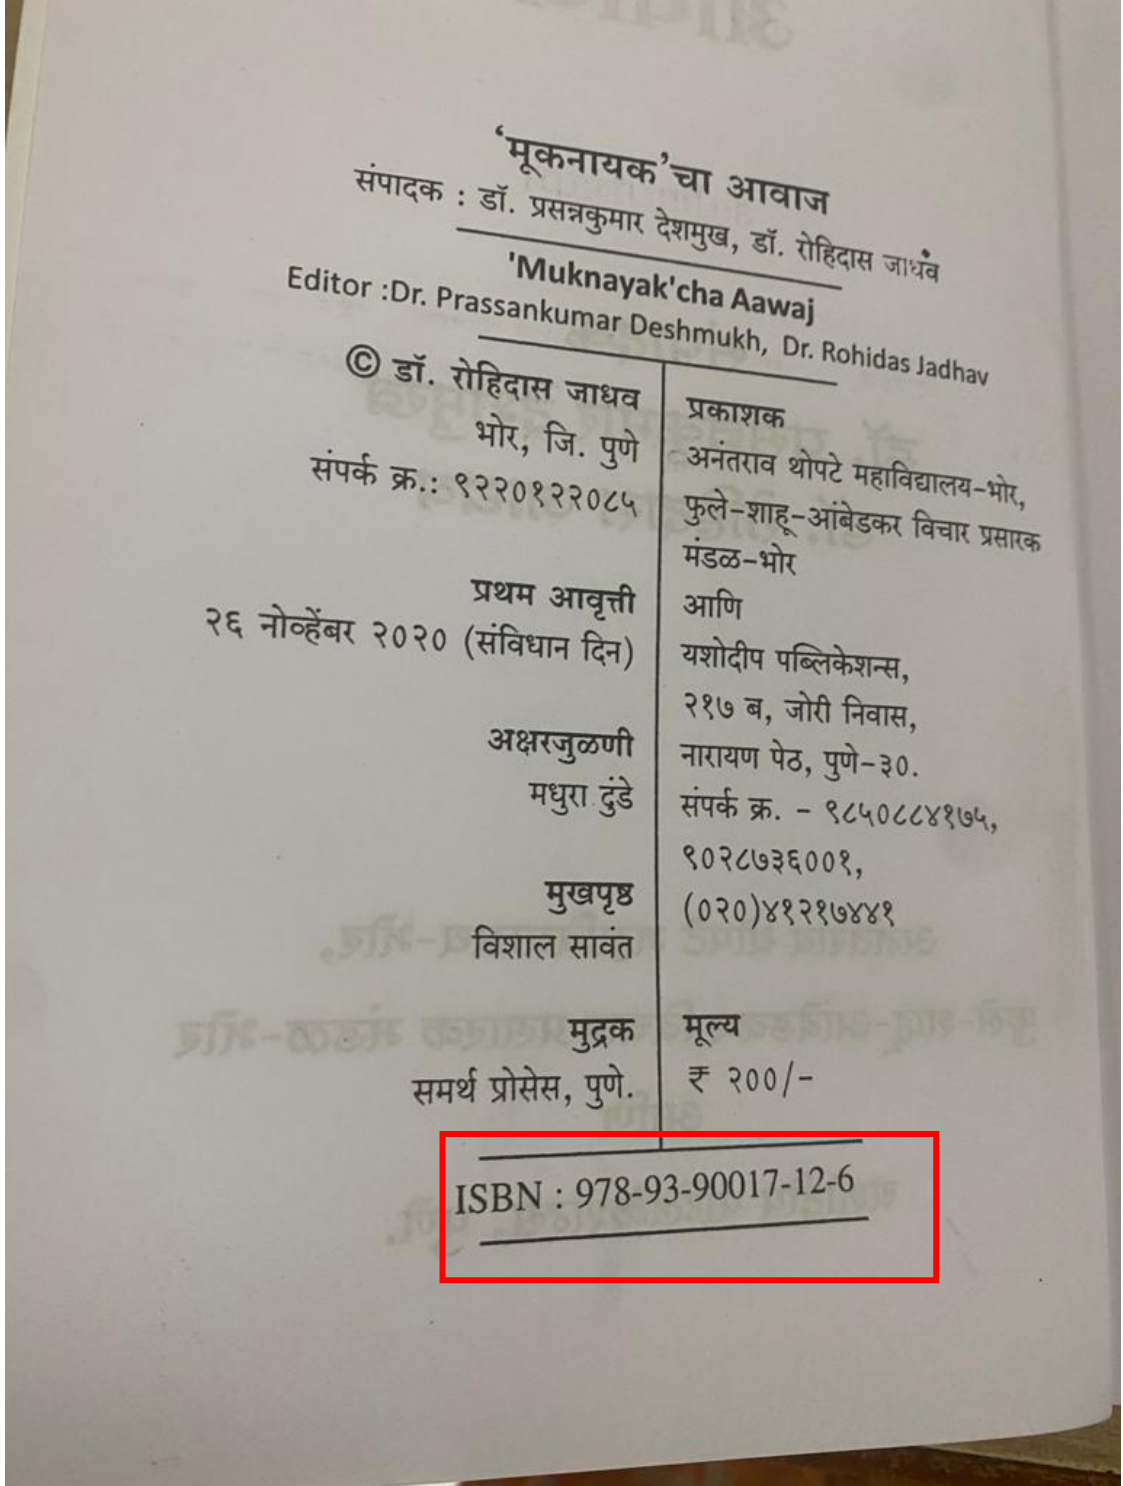 ‘मूकनायक’चा आवाज
संपादक : डॉ. प्रसन्नकुमार देशमुख, डॉ. रोहिदास जाधव
'Muknayak'cha Aawaj
Editor :Dr. Prassankumar Deshmukh, Dr. Rohidas Jadhav
© डॉ. रोहिदास जाधव
भोर, जि. पुणे
संपर्क क्र.: ९२२०१२२०८५
प्रथम आवृत्ती
२६ नोव्हेंबर २०२० (संविधान दिन)
अक्षरजुळणी
मधुरा दुंडे
मुखपृष्ठ
विशाल सावंत
मुद्रक
समर्थ प्रोसेस, पुणे.
प्रकाशक
अनंतराव थोपटे महाविद्यालय-भोर,
फुले-शाहू-आंबेडकर विचार प्रसारक
मंडळ-भोर
आणि
यशोदीप पब्लिकेशन्स,
२१७ ब, जोरी निवास,
नारायण पेठ, पुणे-३०.
संपर्क क्र. - ९८५०८८४१७५,
९०२८७३६००१,
(०२०)४१२१७४४१
मूल्य
₹ २००/-
ISBN : 978-93-90017-12-6